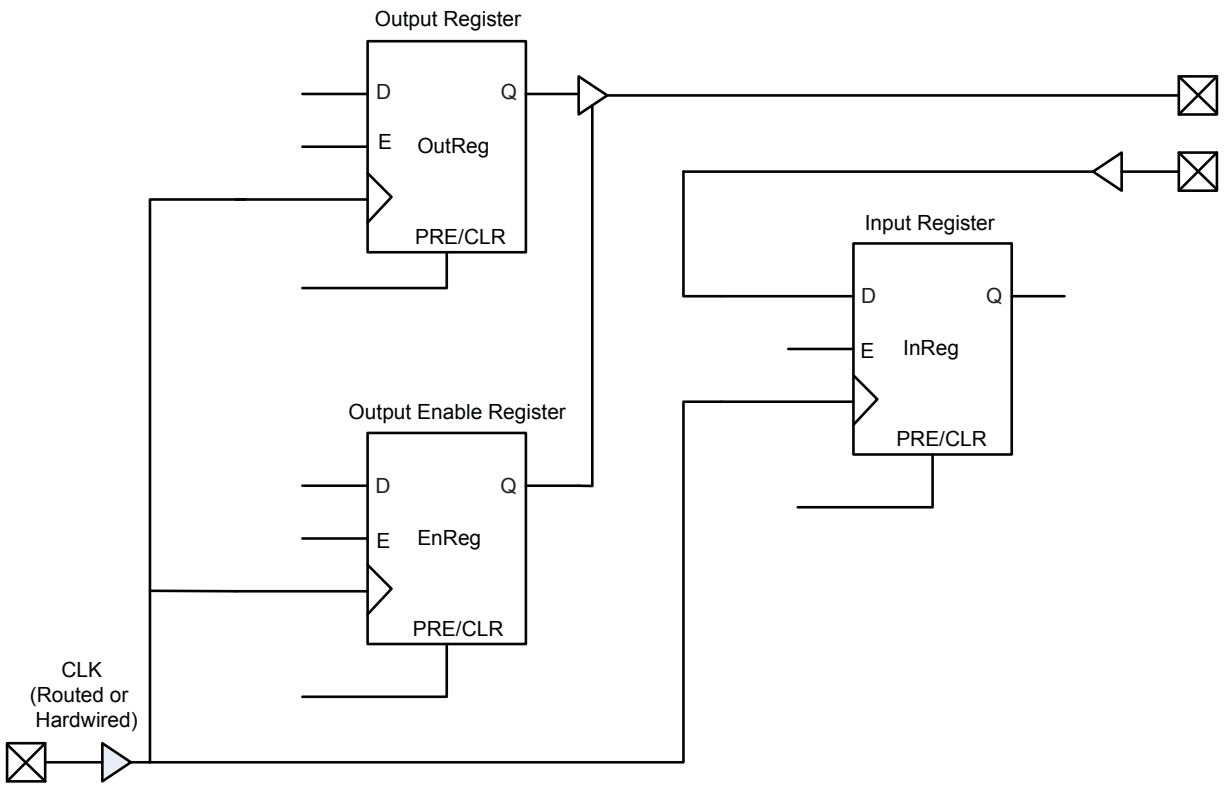 Output Register
D
Q
E
OutReg
PRE/CLR
Input Register
D
Q
E
InReg
PRE/CLR
Output Enable Register
D
Q
E
EnReg
PRE/CLR
CLK
(Routed or
Hardwired)